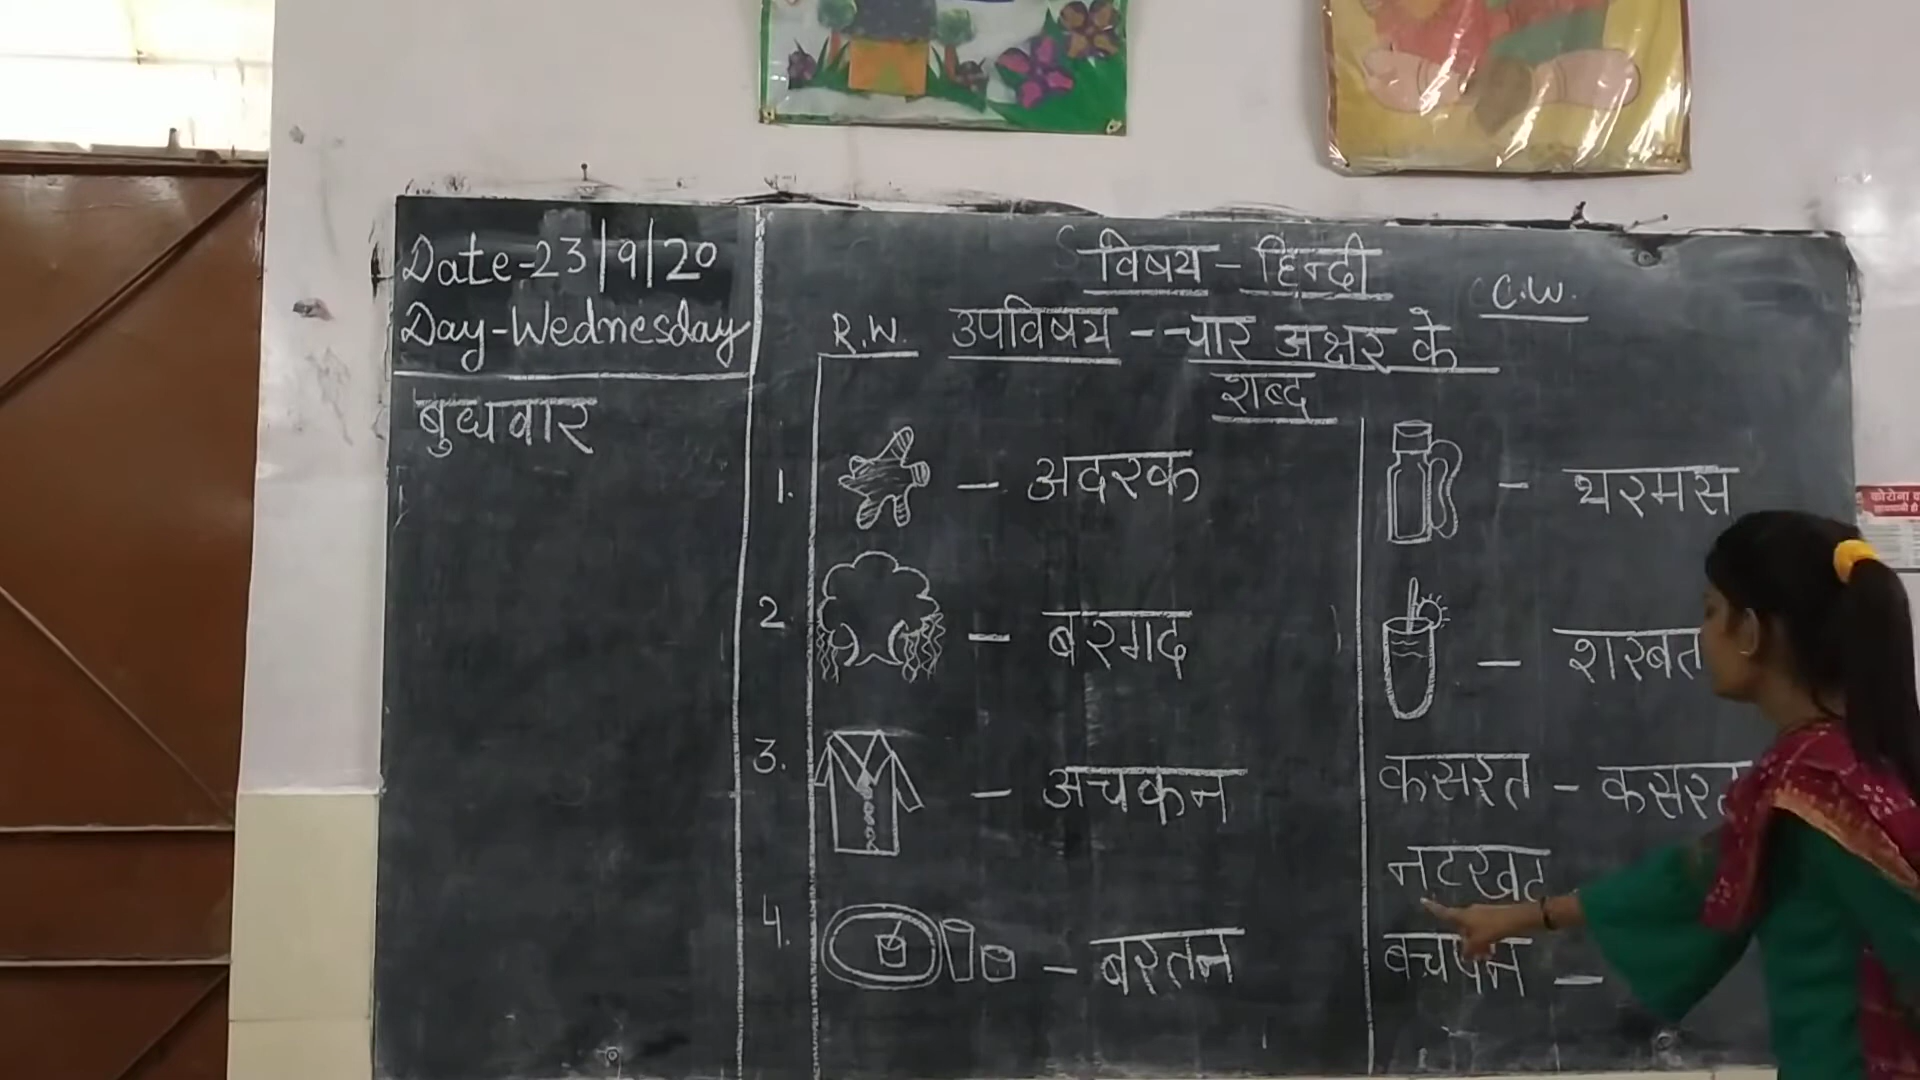 Date-23/9/20
Day-Wednesday
बुधवार
विषय - हिन्दी
C.W.
R.W. उपविषय - चार अक्षर के
शब्द
1. - अदरक
2. - बरगद
3. - अचकन
4. - बरतन
- थरमस
- शरबत
कसरत - कसरत
नटखट
बचपन -
कोरोना